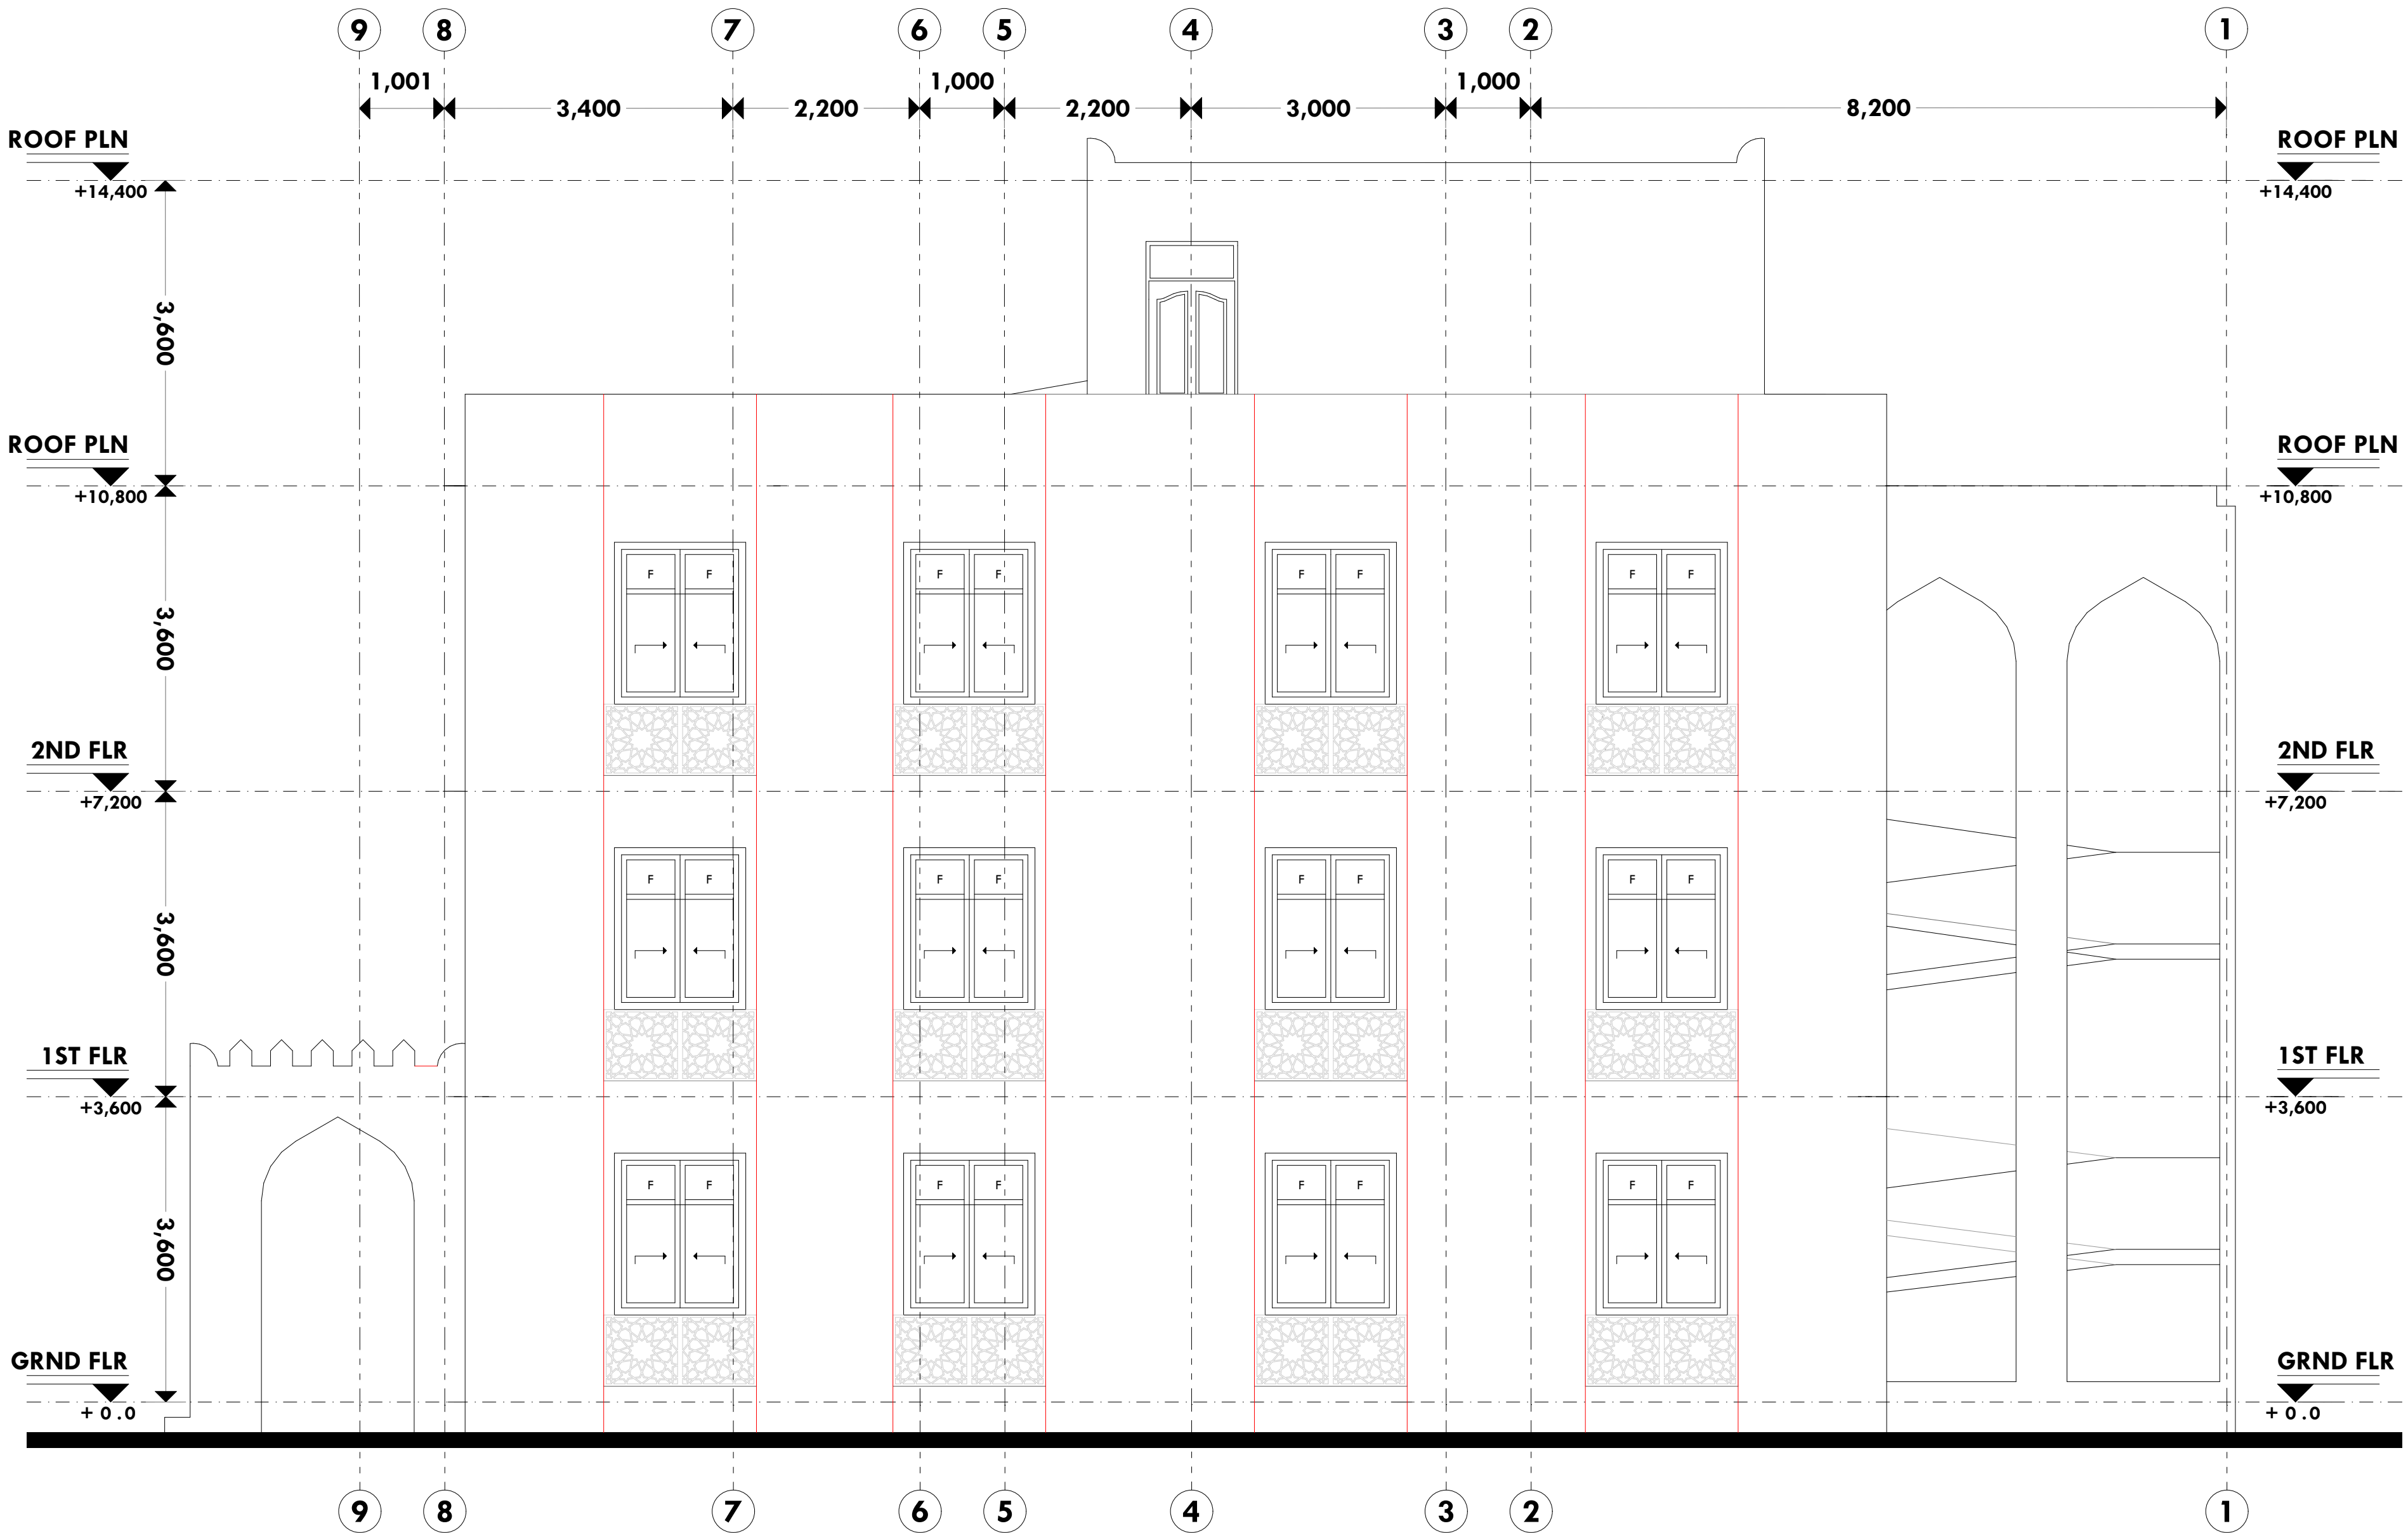 9 8 7 6 5 4 3 2 1
1,001 1,000 1,000
3,400 2,200 2,200 3,000 8,200
ROOF PLN ROOF PLN
+14,400 +14,400
3,600
ROOF PLN ROOF PLN
+10,800 +10,800
F F F F F F F F
3,600
2ND FLR 2ND FLR
+7,200 +7,200
F F F F F F F F
3,600
1ST FLR 1ST FLR
+3,600 +3,600
F F F F F F F F
3,600
GRND FLR GRND FLR
+ 0 .0 + 0 .0
9 8 7 6 5 4 3 2 1